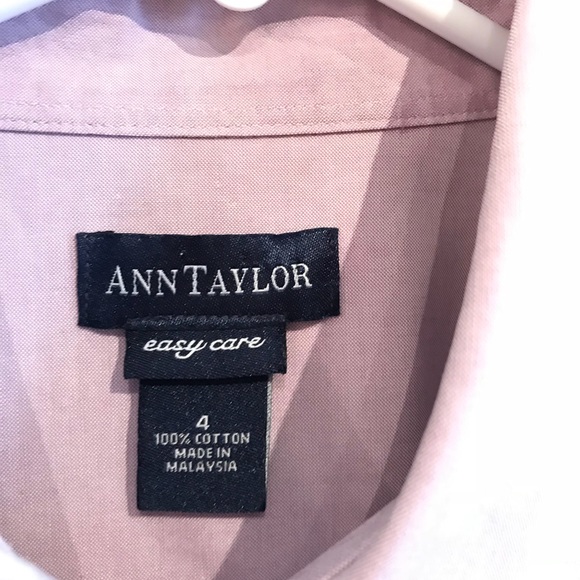 ANNTAYLOR
easy care
4
100% COTTON
MADE IN
MALAYSIA